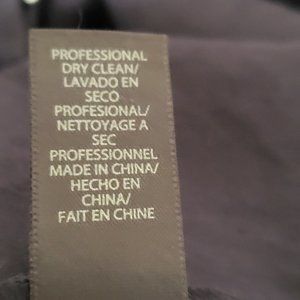 PROFESSIONAL
DRY CLEAN/
LAVADO EN
SECO
PROFESIONAL/
NETTOYAGE A
SEC
PROFESSIONNEL
MADE IN CHINA/
HECHO EN
CHINA/
FAIT EN CHINE